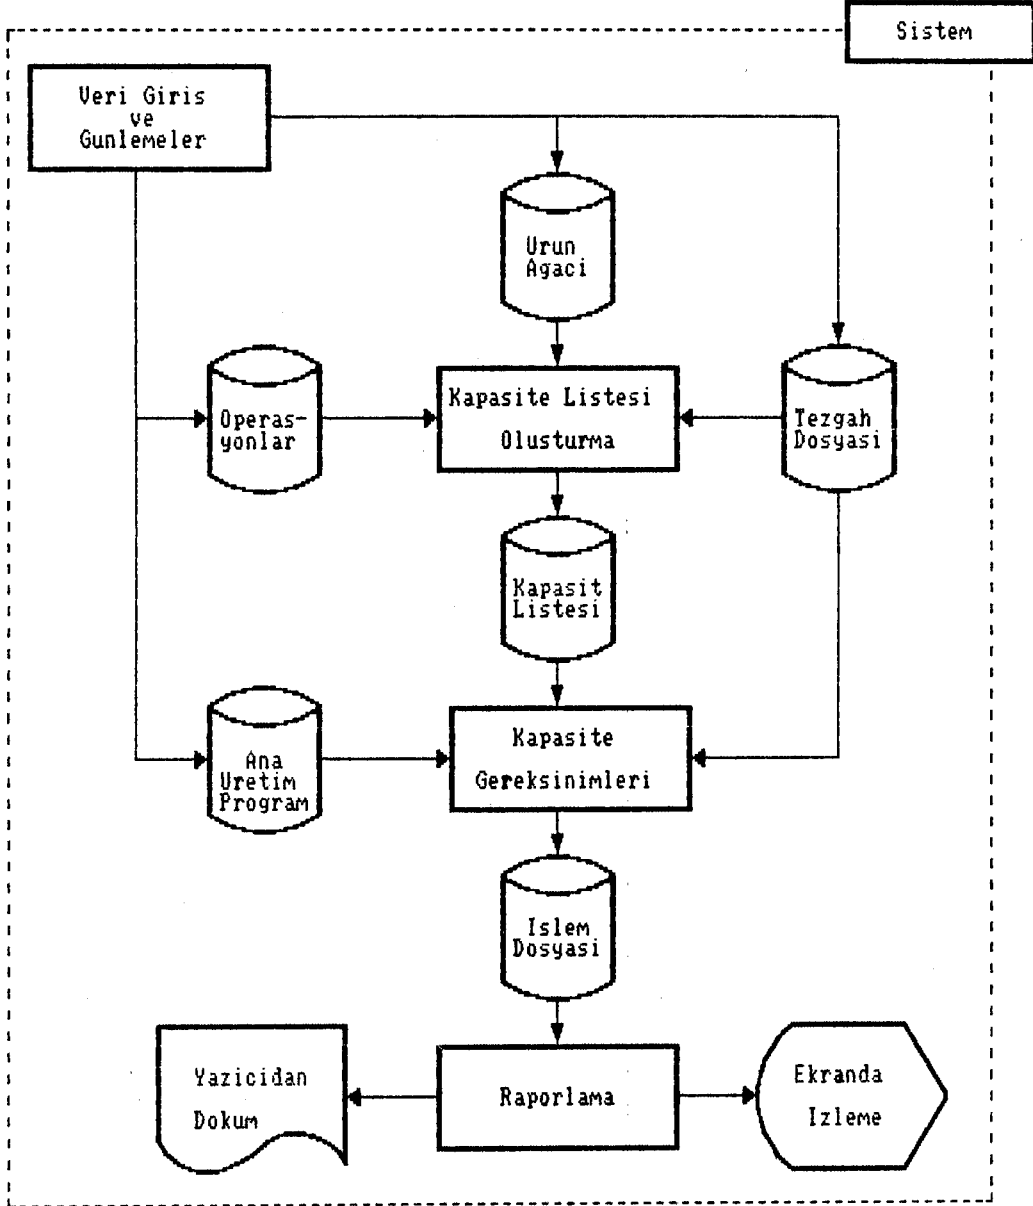 Sistem
Veri Giris
ve
Gunlemeler
Urun
Agaci
Operas-
yonlar
Kapasite Listesi
Olusturma
Tezgah
Dosyasi
Kapasit
Listesi
Ana
Uretim
Program
Kapasite
Gereksinimleri
Islem
Dosyasi
Yazicidan
Dokum
Raporlama
Ekranda
Izleme